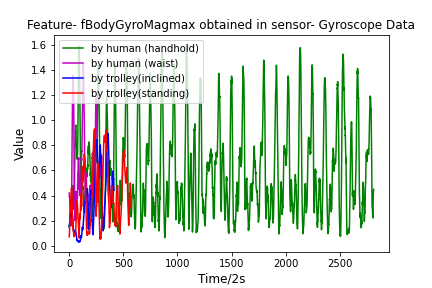 Feature- fBodyGyroMagmax obtained in sensor- Gyroscope Data
by human (handhold)
by human (waist)
by trolley(inclined)
by trolley(standing)
Value
1.6
1.4
1.2
1.0
0.8
0.6
0.4
0.2
0.0
0 500 1000 1500 2000 2500
Time/2s